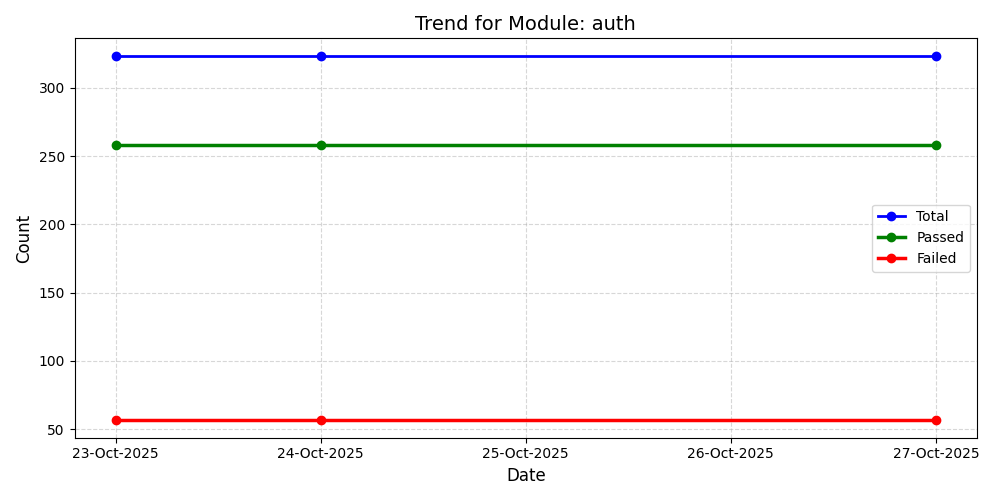 Trend for Module: auth
Count
300
250
200
150
100
50
Total
Passed
Failed
23-Oct-2025 24-Oct-2025 25-Oct-2025 26-Oct-2025 27-Oct-2025
Date